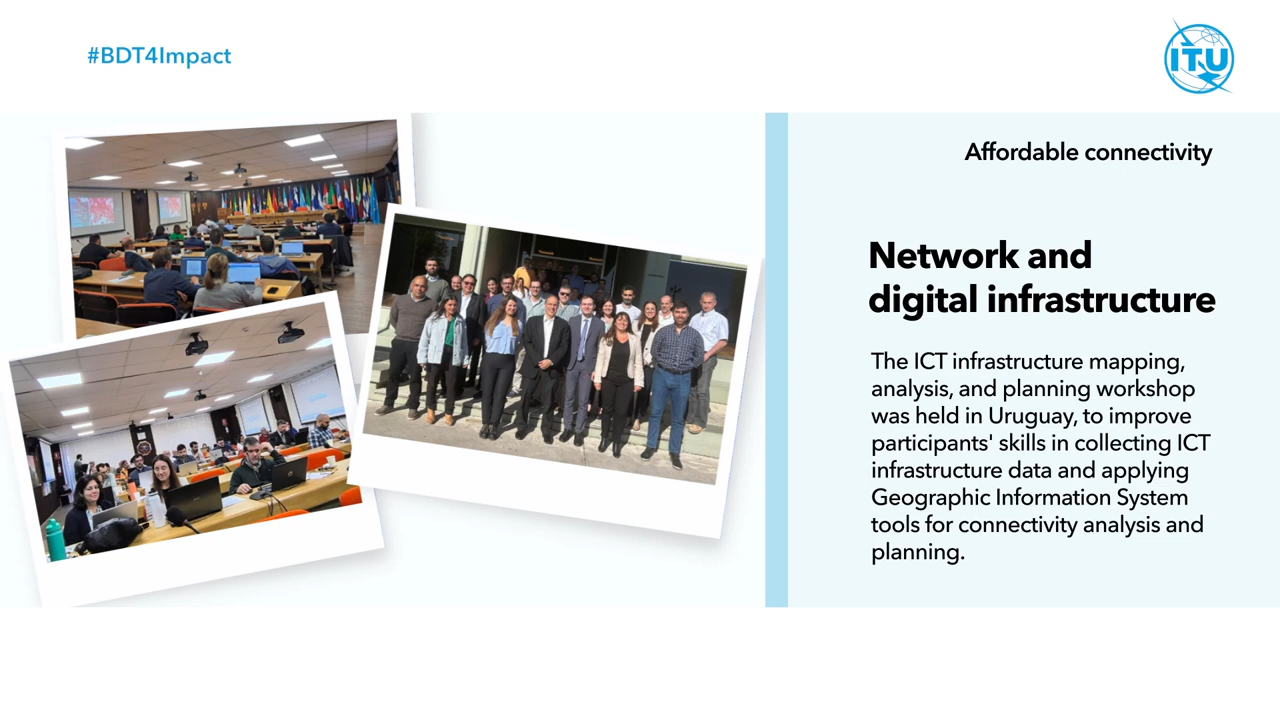 #BDT4Impact
ITU
Affordable connectivity
Network and
digital infrastructure
The ICT infrastructure mapping,
analysis, and planning workshop
was held in Uruguay, to improve
participants' skills in collecting ICT
infrastructure data and applying
Geographic Information System
tools for connectivity analysis and
planning.